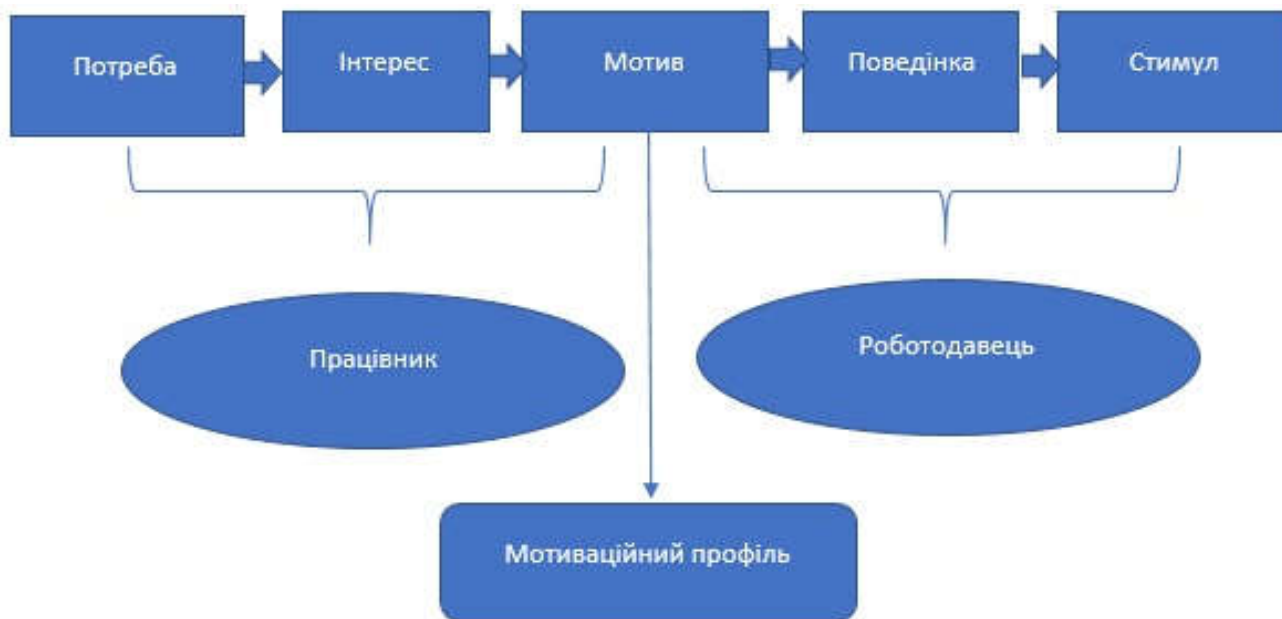 Потреба
Інтерес
Мотив
Поведінка
Стимул
Працівник
Роботодавець
Мотиваційний профіль